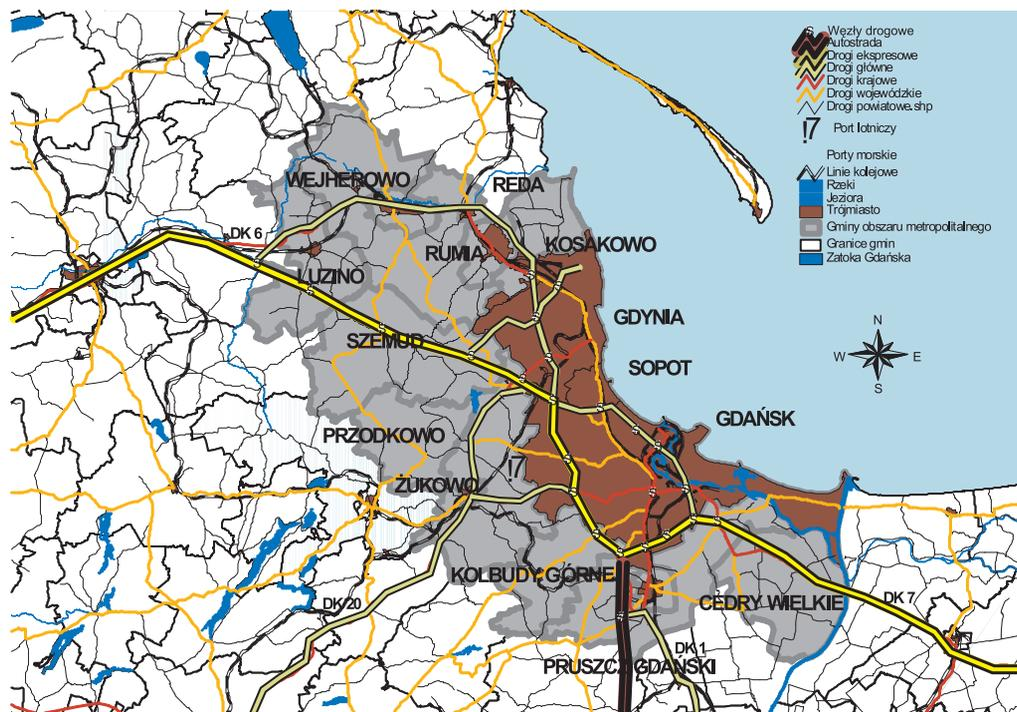 Węzły drogowe
Autostrada
Drogi ekspresowe
Drogi główne
Drogi krajowe
Drogi wojewódzkie
Drogi powiatowe.shp
!7 Port lotniczy
Porty morskie
Linie kolejowe
Rzeki
Jeziora
Trójmiasto
Gminy obszaru metropolitalnego
Granice gmin
Zatoka Gdańska
WEJHEROWO
REDA
DK 6
RUMIA
KOSAKOWO
LUZINO
GDYNIA
SZEMUD
SOPOT
N
W E
S
GDAŃSK
PRZODKOWO
!7
ŻUKOWO
KOLBUDY GÓRNE
DK 20
CEDRY WIELKIE
DK 7
DK 1
PRUSZCZ GDAŃSKI